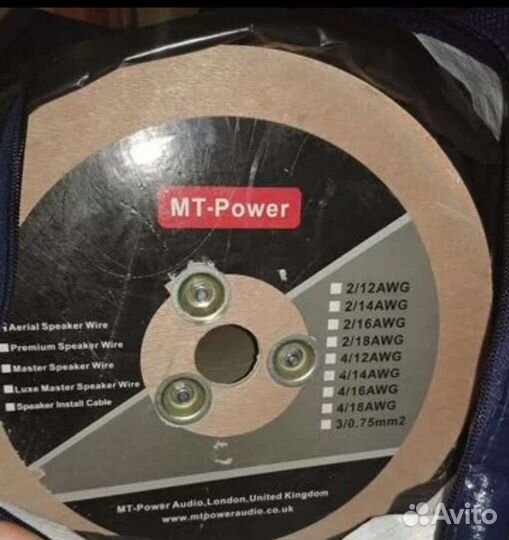 MT-Power
Aerial Speaker Wire
Premium Speaker Wire
Master Speaker Wire
Luxe Master Speaker Wire
Speaker Install Cable
2/12AWG
2/14AWG
2/16AWG
2/18AWG
4/12AWG
4/14AWG
4/16AWG
4/18AWG
3/0.75mm2
MT-Power Audio,London,United Kingdom
www.mtpoweraudio.co.uk
Avito